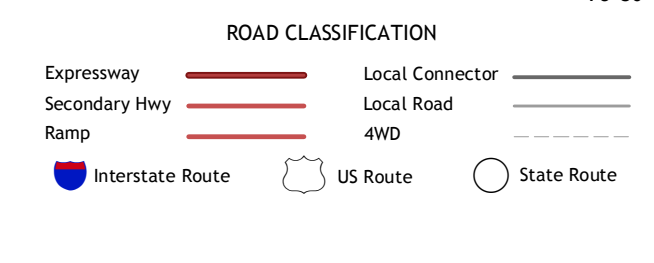 ROAD CLASSIFICATION
Expressway
Local Connector
Secondary Hwy
Local Road
Ramp
4WD
Interstate Route
US Route
State Route